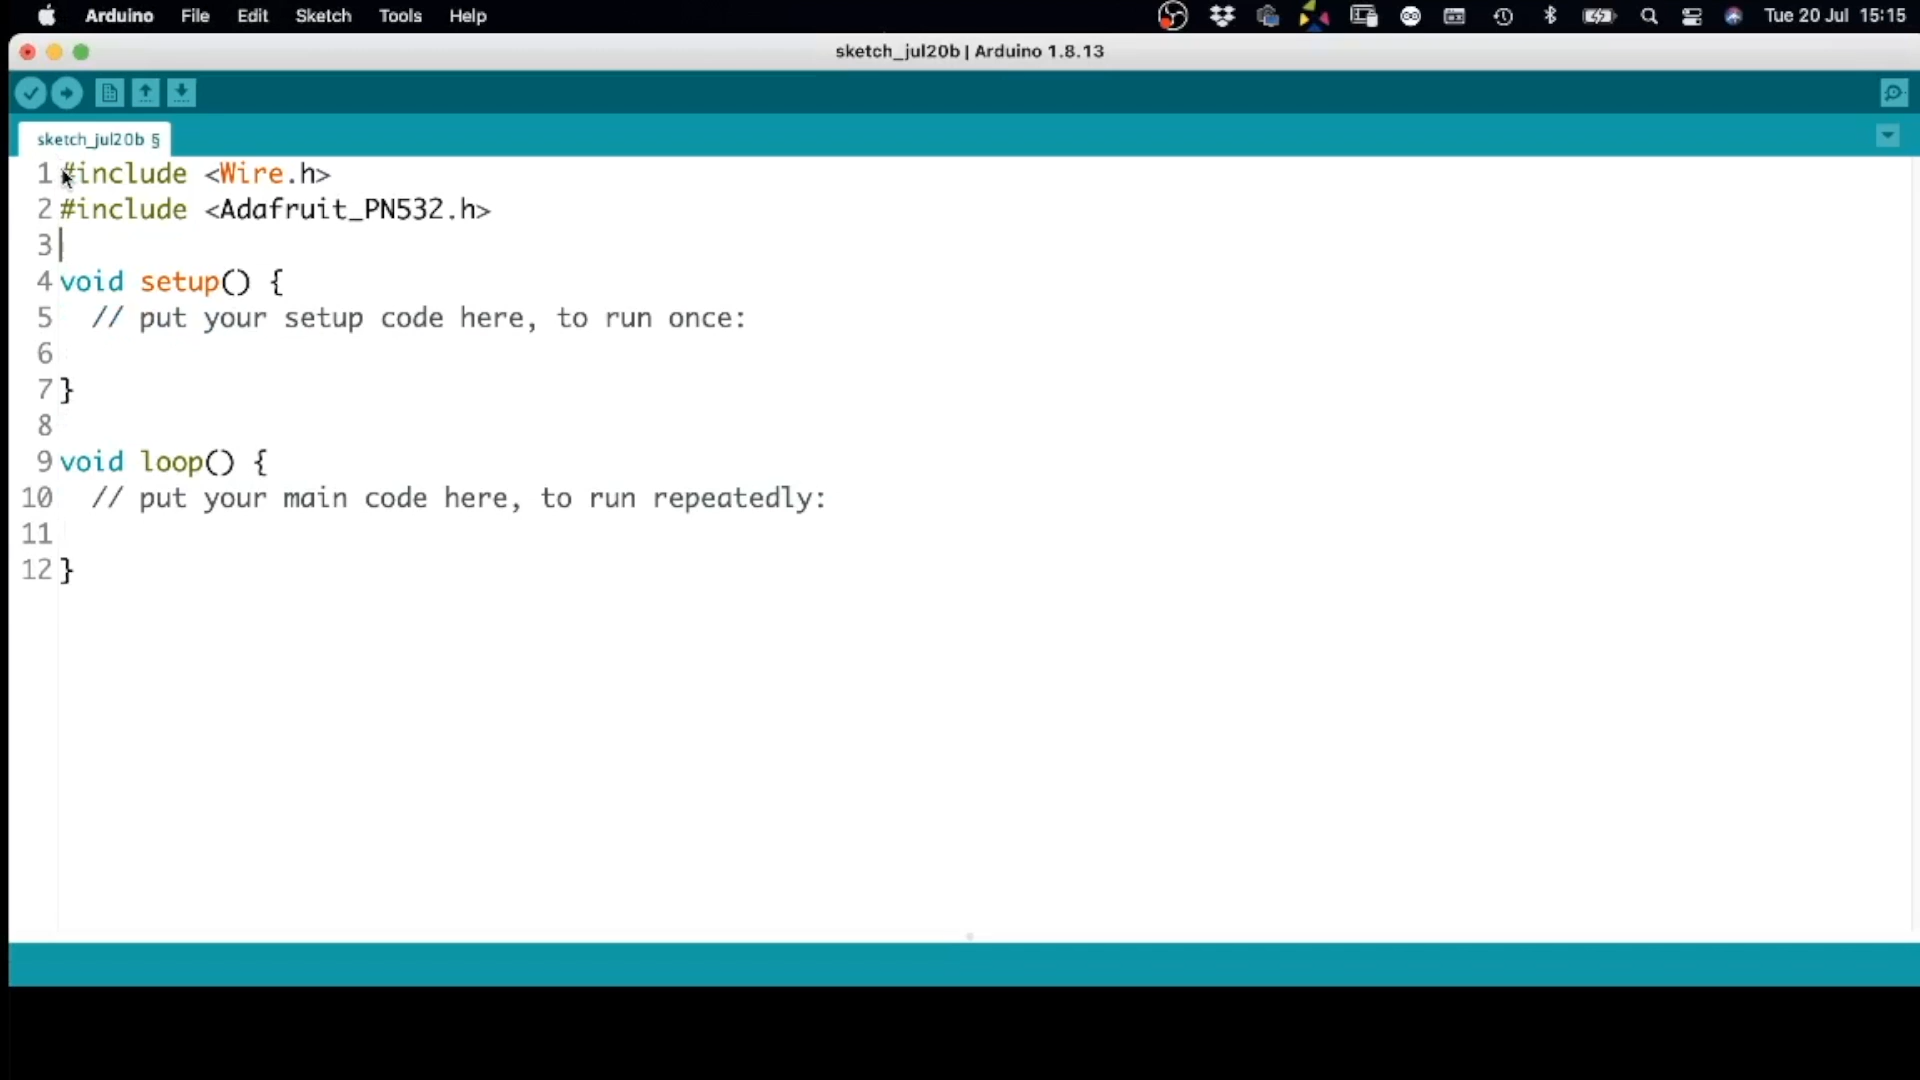 Arduino File Edit Sketch Tools Help Tue 20 Jul 15:15
sketch_jul20b | Arduino 1.8.13
sketch_jul20b §
1 #include <Wire.h>
2 #include <Adafruit_PN532.h>
3
4 void setup() {
5 // put your setup code here, to run once:
6
7 }
8
9 void loop() {
10 // put your main code here, to run repeatedly:
11
12 }